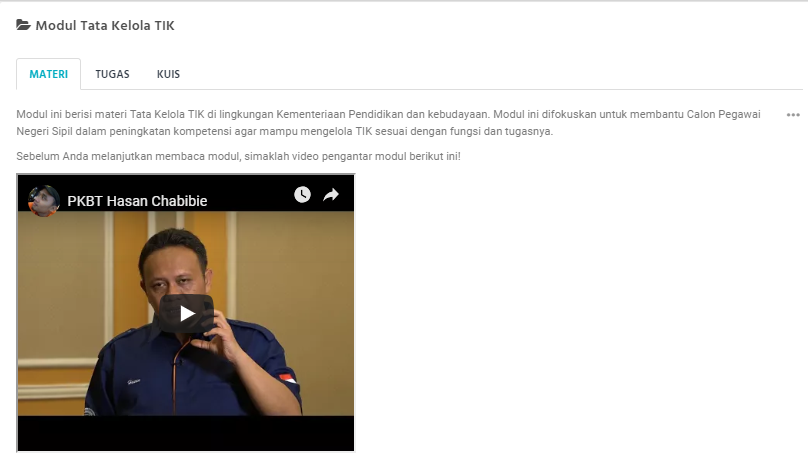 Modul Tata Kelola TIK
MATERI TUGAS KUIS
Modul ini berisi materi Tata Kelola TIK di lingkungan Kementeriaan Pendidikan dan kebudayaan. Modul ini difokuskan untuk membantu Calon Pegawai
Negeri Sipil dalam peningkatan kompetensi agar mampu mengelola TIK sesuai dengan fungsi dan tugasnya.
Sebelum Anda melanjutkan membaca modul, simaklah video pengantar modul berikut ini!
PKBT Hasan Chabibie